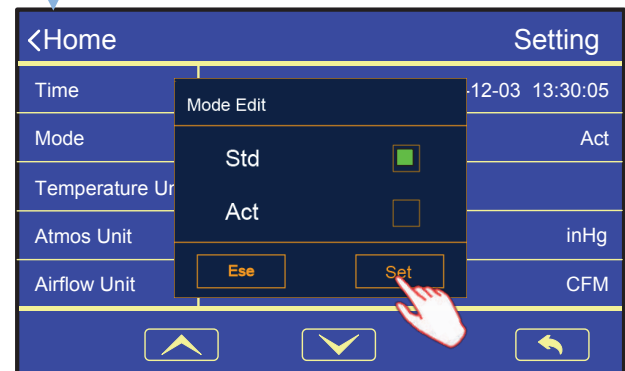 <Home Setting
Time -12-03 13:30:05
Mode Edit
Mode Act
Std
Temperature Ur
Act
Atmos Unit inHg
Ese Set
Airflow Unit CFM